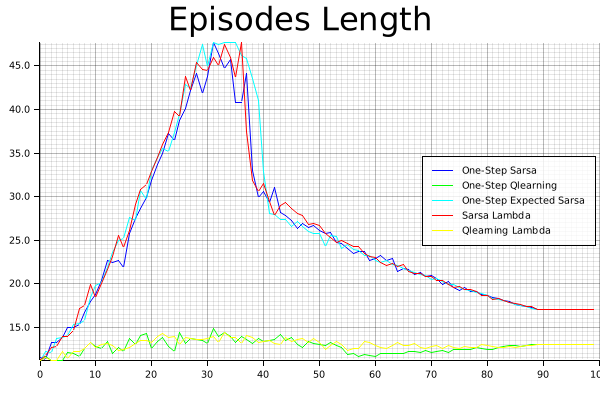 Episodes Length
45.0
40.0
35.0
30.0
25.0
20.0
15.0
One-Step Sarsa
One-Step Qlearning
One-Step Expected Sarsa
Sarsa Lambda
Qlearning Lambda
0 10 20 30 40 50 60 70 80 90 10